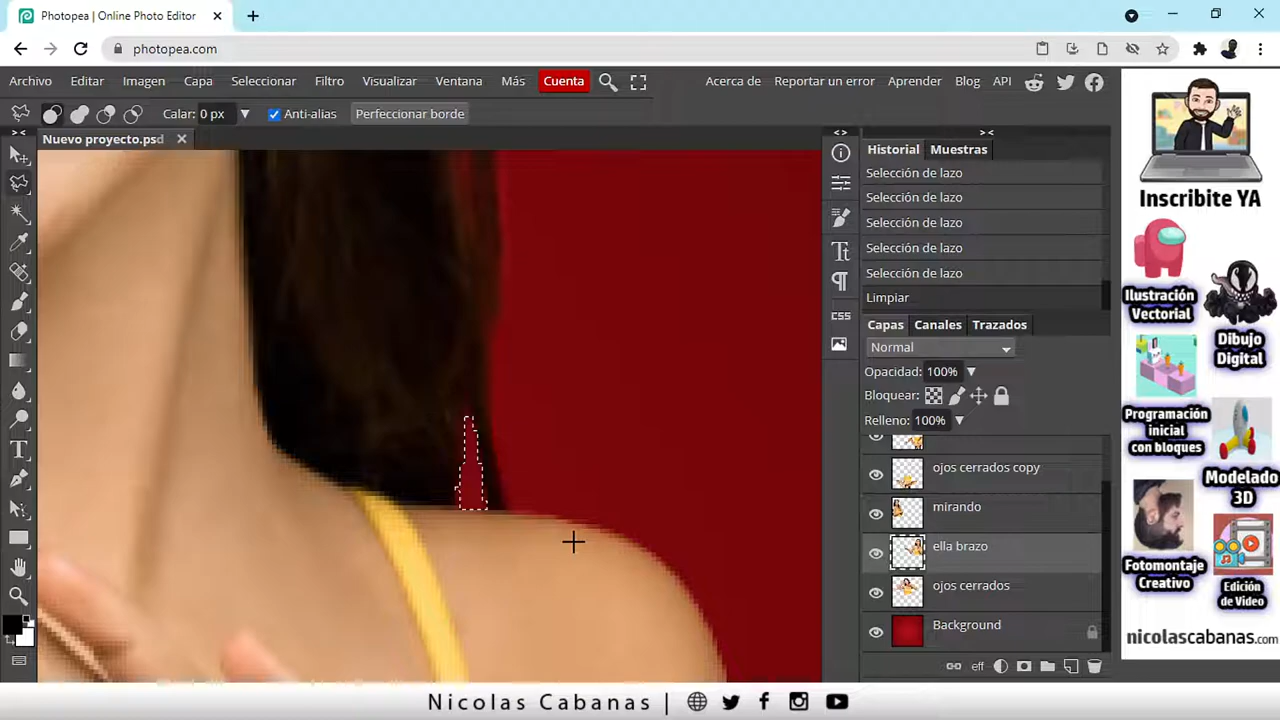 Photopea | Online Photo Editor
photopea.com
Archivo Editar Imagen Capa Seleccionar Filtro Visualizar Ventana Más Cuenta Acerca de Reportar un error Aprender Blog API
Calar: 0 px Anti-alias Perfeccionar borde
Nuevo proyecto.psd
Historial Muestras
Selección de lazo
Selección de lazo
Selección de lazo
Selección de lazo
Selección de lazo
Limpiar
Capas Canales Trazados
Normal
Opacidad: 100%
Bloquear:
Relleno: 100%
ojos cerrados copy
mirando
ella brazo
ojos cerrados
Background
eff
CSS
Inscribite YA
Ilustración
Vectorial
Dibujo
Digital
Programación
inicial
con bloques
Modelado
3D
Fotomontaje
Creativo
Edición
de Video
nicolascabanas.com
Nicolas Cabanas |